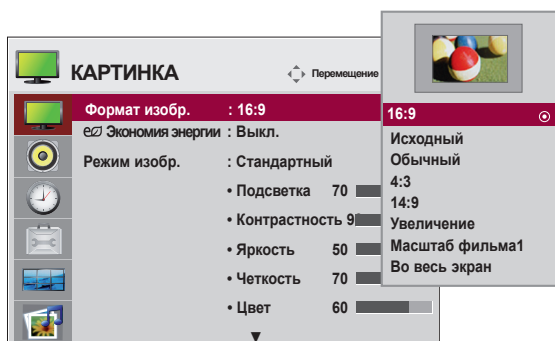 КАРТИНКА
Перемещение
Формат изобр. : 16:9
Экономия энергии : Выкл.
Режим изобр. : Стандартный
• Подсветка 70
• Контрастность 9
• Яркость 50
• Четкость 70
• Цвет 60
16:9
Исходный
Обычный
4:3
14:9
Увеличение
Масштаб фильма1
Во весь экран